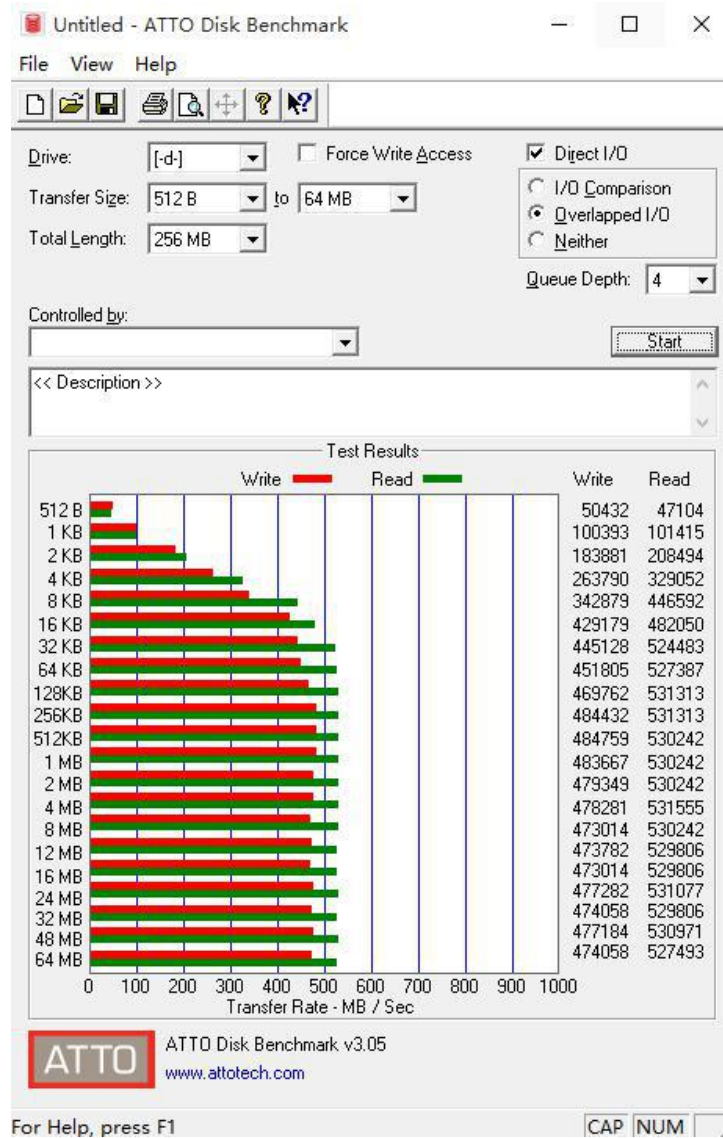 Untitled - ATTO Disk Benchmark
File View Help
Drive: [-d-] Force Write Access Direct I/O
Transfer Size: 512 B to 64 MB I/O Comparison
Overlapped I/O
Total Length: 256 MB Neither
Queue Depth: 4
Controlled by:
Start
<< Description >>
Test Results
Write Read Write Read
512 B 50432 47104
1 KB 100393 101415
2 KB 183881 208494
4 KB 263790 329052
8 KB 342879 446592
16 KB 429179 482050
32 KB 445128 524483
64 KB 451805 527387
128KB 469762 531313
256KB 484432 531313
512KB 484759 530242
1 MB 483667 530242
2 MB 479349 530242
4 MB 478281 531555
8 MB 473014 530242
12 MB 473782 529806
16 MB 473014 529806
24 MB 477282 531077
32 MB 474058 529806
48 MB 477184 530971
64 MB 474058 527493
0 100 200 300 400 500 600 700 800 900 1000
Transfer Rate - MB / Sec
ATTO
ATTO Disk Benchmark v3.05
www.attotech.com
For Help, press F1 CAP NUM